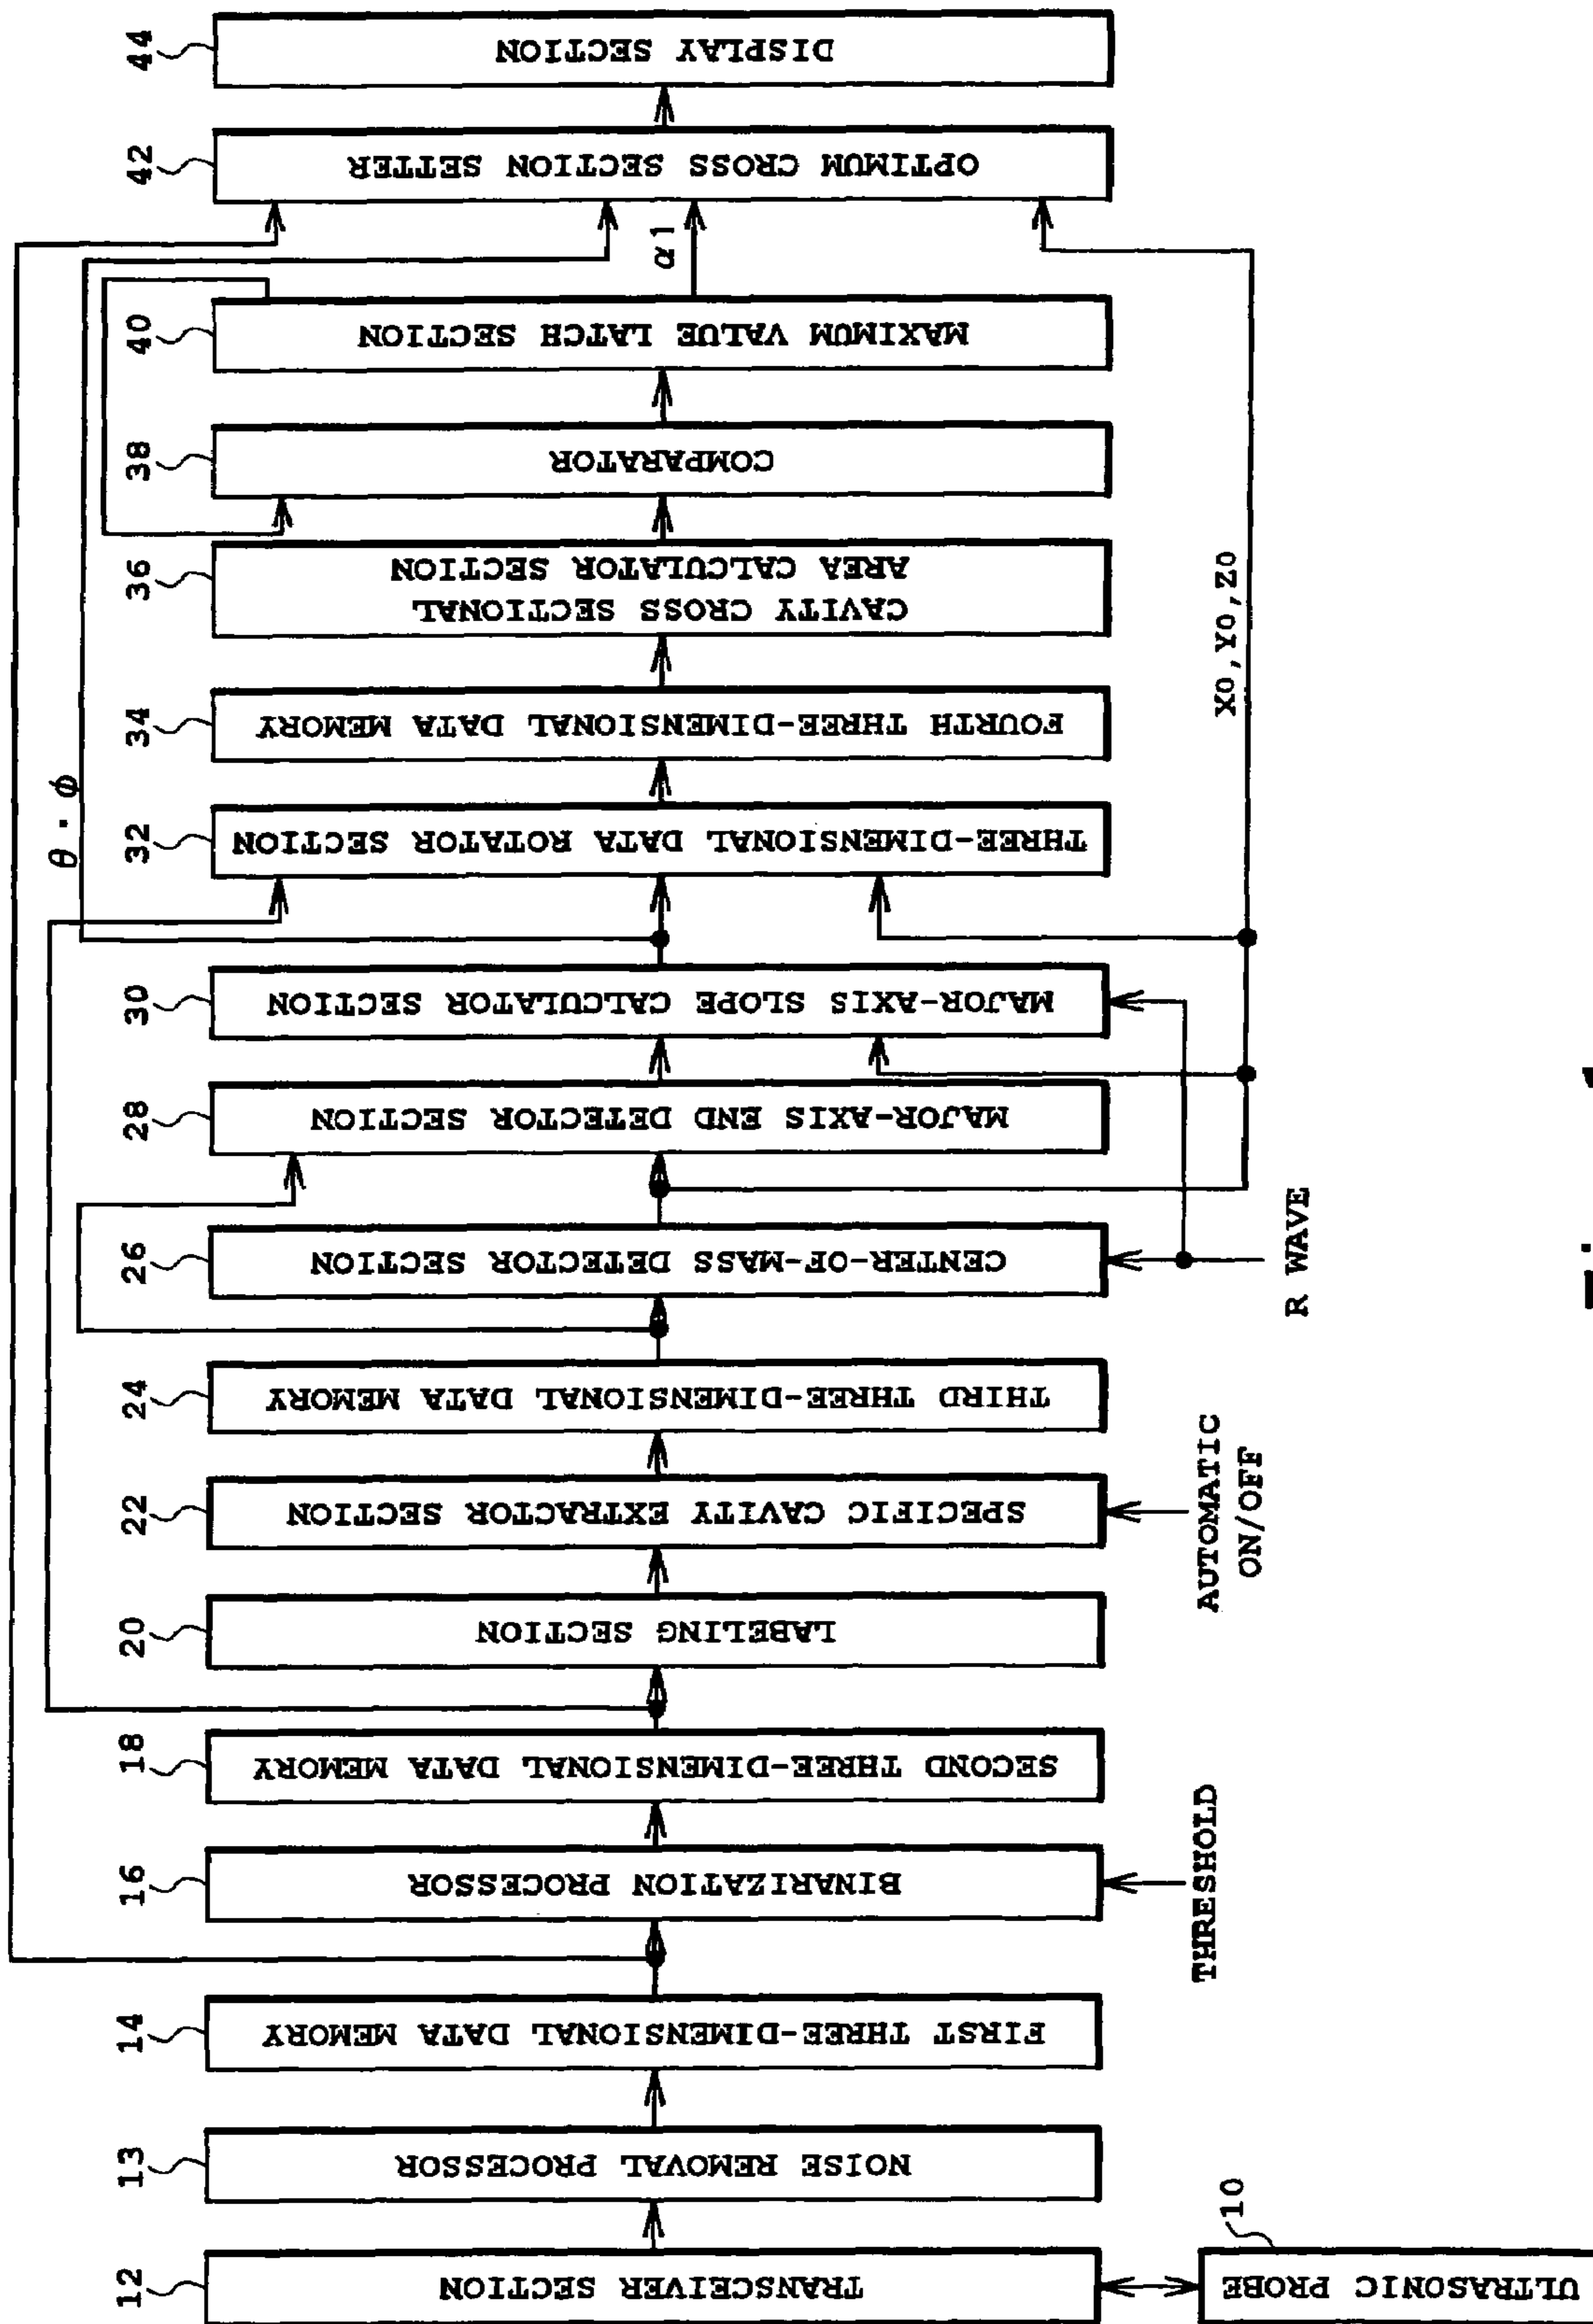 10
ULTRASONIC PROBE
12
TRANSCEIVER SECTION
13
NOISE REMOVAL PROCESSOR
14
FIRST THREE-DIMENSIONAL DATA MEMORY
16
BINARIZATION PROCESSOR
THRESHOLD
18
SECOND THREE-DIMENSIONAL DATA MEMORY
20
LABELING SECTION
22
SPECIFIC CAVITY EXTRACTOR SECTION
AUTOMATIC
ON/OFF
24
THIRD THREE-DIMENSIONAL DATA MEMORY
26
CENTER-OF-MASS DETECTOR SECTION
R WAVE
28
MAJOR-AXIS END DETECTOR SECTION
30
MAJOR-AXIS SLOPE CALCULATOR SECTION
θ · φ
32
THREE-DIMENSIONAL DATA ROTATOR SECTION
34
FOURTH THREE-DIMENSIONAL DATA MEMORY
X0,Y0,Z0
36
CAVITY CROSS SECTIONAL
AREA CALCULATOR SECTION
38
COMPARATOR
40
MAXIMUM VALUE LATCH SECTION
α1
42
OPTIMUM CROSS SECTION SETTER
44
DISPLAY SECTION